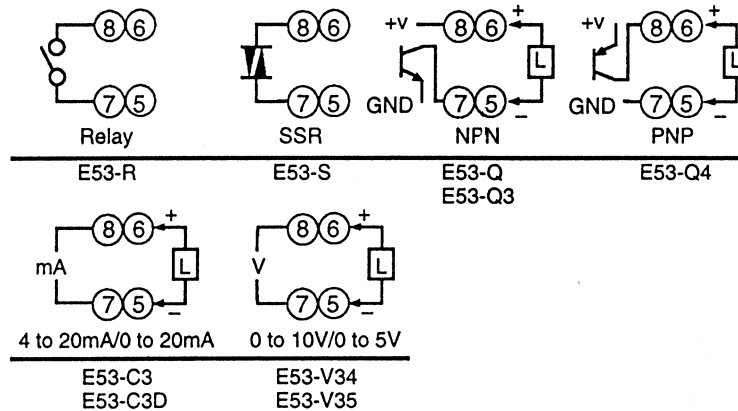 8 6
7 5
Relay
E53-R
8 6
7 5
SSR
E53-S
+V 8 6 +
L
GND 7 5 −
NPN
E53-Q
E53-Q3
+V 8 6 +
L
GND 7 5 −
PNP
E53-Q4
8 6 +
mA L
7 5 −
4 to 20mA/0 to 20mA
E53-C3
E53-C3D
8 6 +
V L
7 5 −
0 to 10V/0 to 5V
E53-V34
E53-V35